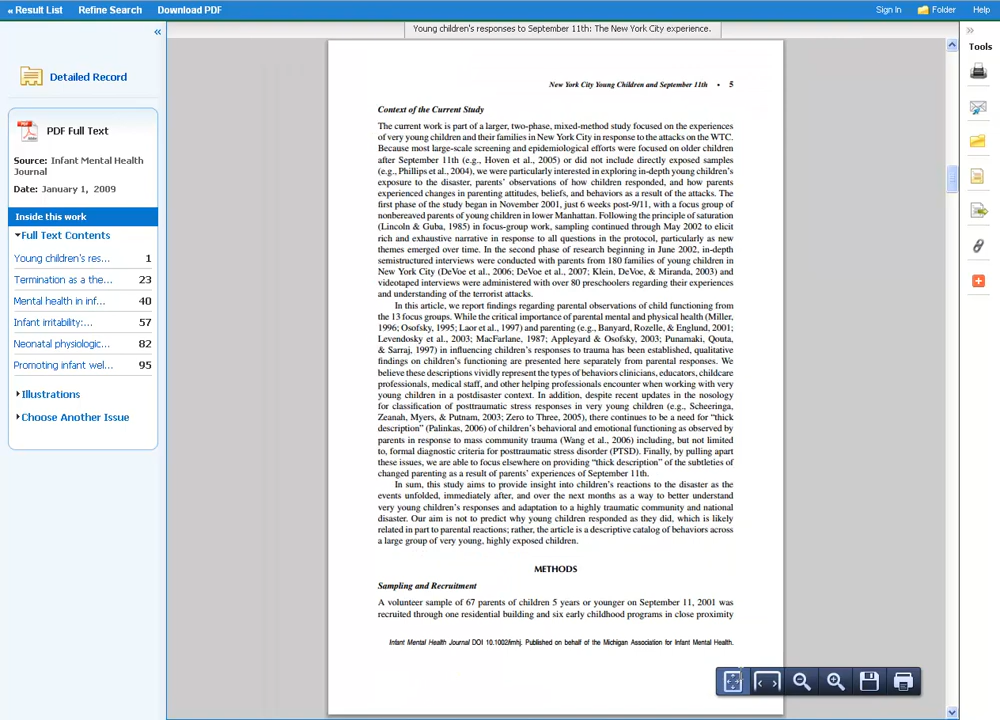 « Result List Refine Search Download PDF Sign In Folder Help
Young children's responses to September 11th: The New York City experience.
« »
Tools
Detailed Record
PDF Full Text
Source: Infant Mental Health
Journal
Date: January 1, 2009
Inside this work
Full Text Contents
Young children's res... 1
Termination as a the... 23
Mental health in inf... 40
Infant irritability:... 57
Neonatal physiologic... 82
Promoting infant wel... 95
Illustrations
Choose Another Issue
New York City Young Children and September 11th • 5
Context of the Current Study
The current work is part of a larger, two-phase, mixed-method study focused on the experiences
of very young children and their families in New York City in response to the attacks on the WTC.
Because most large-scale screening and epidemiological efforts were focused on older children
after September 11th (e.g., Hoven et al., 2005) or did not include directly exposed samples
(e.g., Phillips et al., 2004), we were particularly interested in exploring in-depth young children's
exposure to the disaster, parents' observations of how children responded, and how parents
experienced changes in parenting attitudes, beliefs, and behaviors as a result of the attacks. The
first phase of the study began in November 2001, just 6 weeks post-9/11, with a focus group of
nonbereaved parents of young children in lower Manhattan. Following the principle of saturation
(Lincoln & Guba, 1985) in focus-group work, sampling continued through May 2002 to elicit
rich and exhaustive narrative in response to all questions in the protocol, particularly as new
themes emerged over time. In the second phase of research beginning in June 2002, in-depth
semistructured interviews were conducted with parents from 180 families of young children in
New York City (DeVoe et al., 2006; DeVoe et al., 2007; Klein, DeVoe, & Miranda, 2003) and
videotaped interviews were administered with over 80 preschoolers regarding their experiences
and understanding of the terrorist attacks.
In this article, we report findings regarding parental observations of child functioning from
the 13 focus groups. While the critical importance of parental mental and physical health (Miller,
1996; Osofsky, 1995; Laor et al., 1997) and parenting (e.g., Banyard, Rozelle, & Englund, 2001;
Levendosky et al., 2003; MacFarlane, 1987; Appleyard & Osofsky, 2003; Punamaki, Qouta,
& Sarraj, 1997) in influencing children's responses to trauma has been established, qualitative
findings on children's functioning are presented here separately from parental responses. We
believe these descriptions vividly represent the types of behaviors clinicians, educators, childcare
professionals, medical staff, and other helping professionals encounter when working with very
young children in a postdisaster context. In addition, despite recent updates in the nosology
for classification of posttraumatic stress responses in very young children (e.g., Scheeringa,
Zeanah, Myers, & Putnam, 2003; Zero to Three, 2005), there continues to be a need for “thick
description” (Palinkas, 2006) of children's behavioral and emotional functioning as observed by
parents in response to mass community trauma (Wang et al., 2006) including, but not limited
to, formal diagnostic criteria for posttraumatic stress disorder (PTSD). Finally, by pulling apart
these issues, we are able to focus elsewhere on providing “thick description” of the subtleties of
changed parenting as a result of parents' experiences of September 11th.
In sum, this study aims to provide insight into children's reactions to the disaster as the
events unfolded, immediately after, and over the next months as a way to better understand
very young children's responses and adaptation to a highly traumatic community and national
disaster. Our aim is not to predict why young children responded as they did, which is likely
related in part to parental reactions; rather, the article is a descriptive catalog of behaviors across
a large group of very young, highly exposed children.
METHODS
Sampling and Recruitment
A volunteer sample of 67 parents of children 5 years or younger on September 11, 2001 was
recruited through one residential building and six early childhood programs in close proximity
Infant Mental Health Journal DOI 10.1002/imhj. Published on behalf of the Michigan Association for Infant Mental Health.